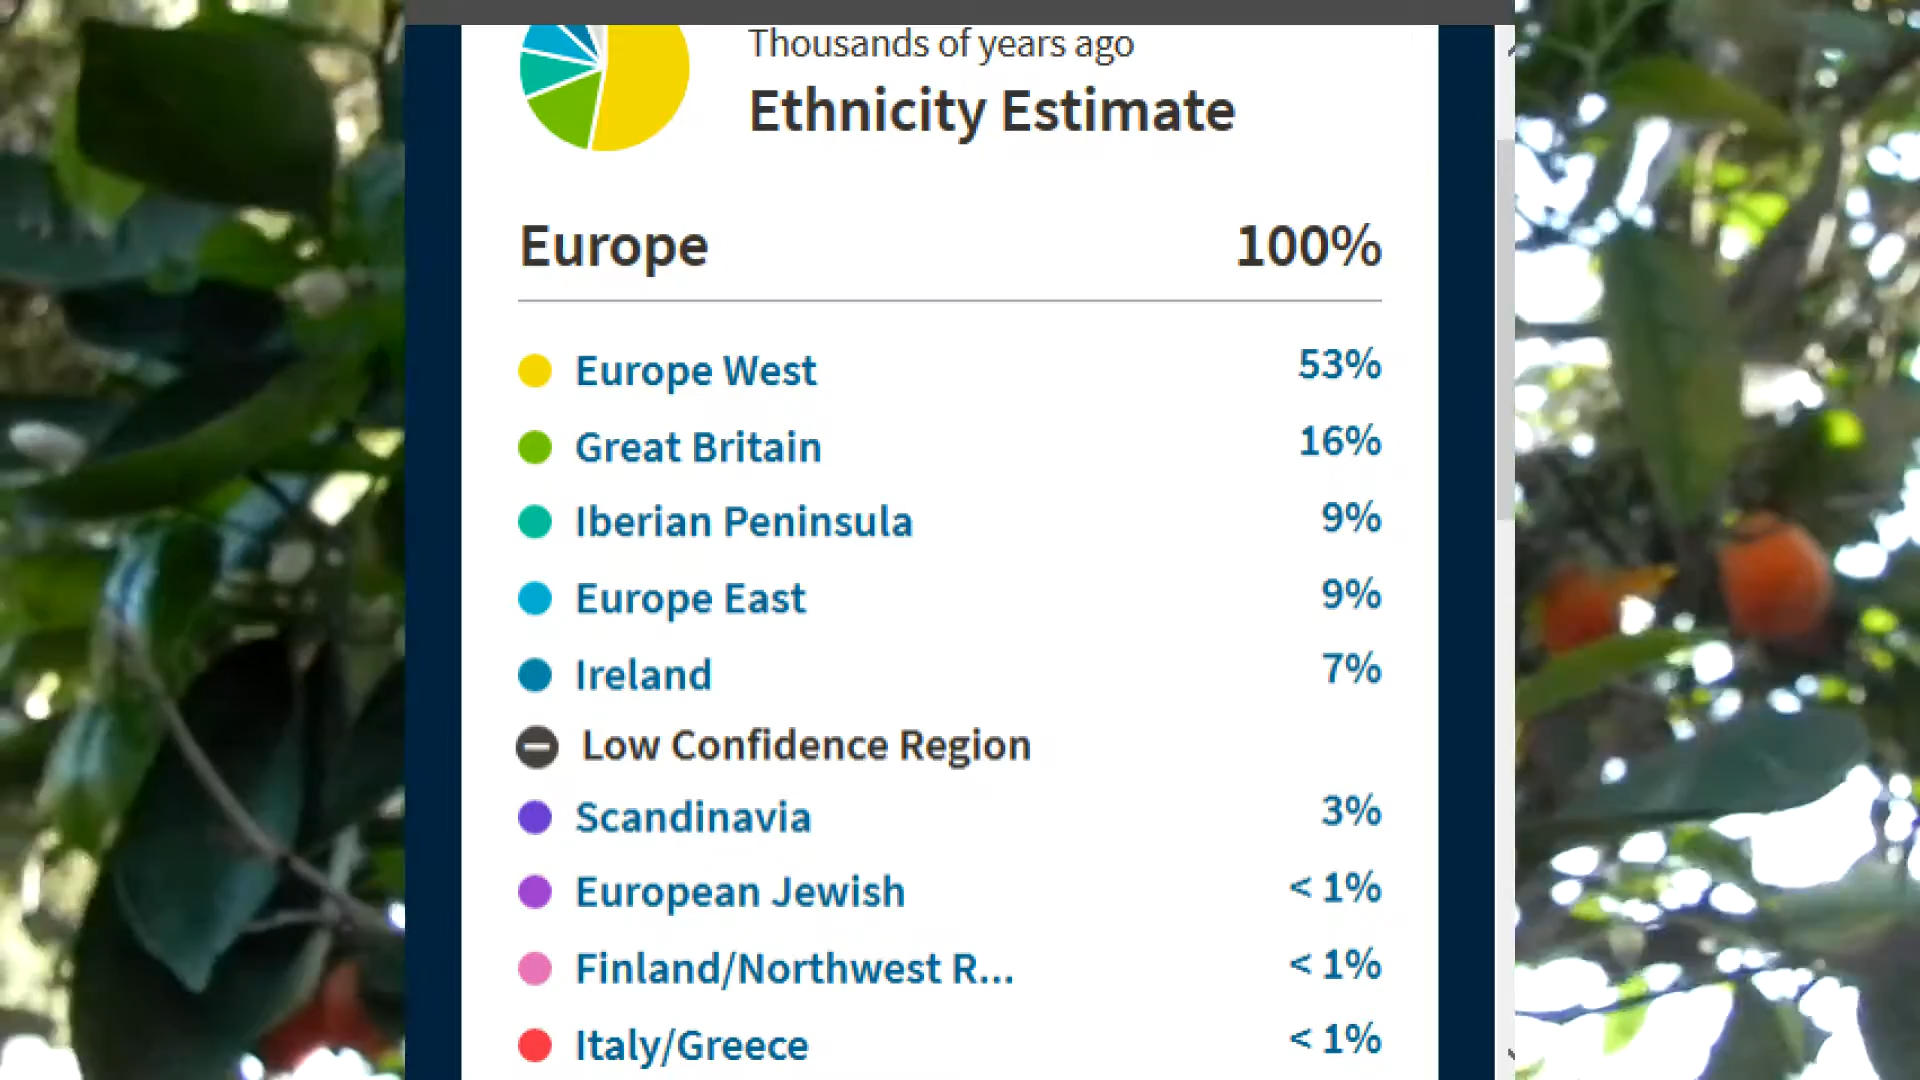 Thousands of years ago
Ethnicity Estimate
Europe 100%
Europe West 53%
Great Britain 16%
Iberian Peninsula 9%
Europe East 9%
Ireland 7%
Low Confidence Region
Scandinavia 3%
European Jewish < 1%
Finland/Northwest R... < 1%
Italy/Greece < 1%